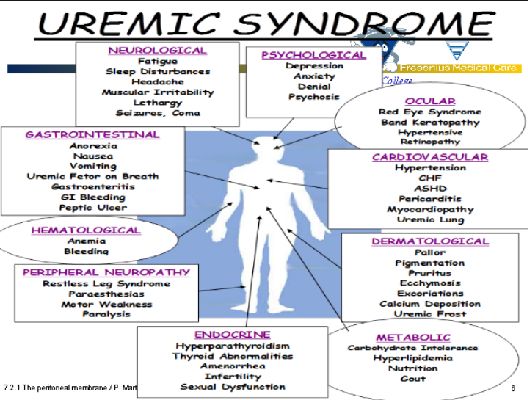 UREMIC SYNDROME
NEUROLOGICAL
Fatigue
Sleep Disturbances
Headache
Muscular Irritability
Lethargy
Seizures, Coma
PSYCHOLOGICAL
Depression
Anxiety
Denial
Psychosis
Fresenius Medical Care
College
OCULAR
Red Eye Syndrome
Band Keratopathy
Hypertensive
Retinopathy
GASTROINTESTINAL
Anorexia
Nausea
Vomiting
Uremic Fetor on Breath
Gastroenteritis
GI Bleeding
Peptic Ulcer
CARDIOVASCULAR
Hypertension
CHF
ASHD
Pericarditis
Myocardiopathy
Uremic Lung
HEMATOLOGICAL
Anemia
Bleeding
DERMATOLOGICAL
Pallor
Pigmentation
Pruritus
Ecchymosis
Excoriations
Calcium Deposition
Uremic Frost
PERIPHERAL NEUROPATHY
Restless Leg Syndrome
Paraesthesias
Motor Weakness
Paralysis
ENDOCRINE
Hyperparathyroidism
Thyroid Abnormalities
Amenorrhea
Infertility
Sexual Dysfunction
METABOLIC
Carbohydrate Intolerance
Hyperlipidemia
Nutrition
Gout
2.2.1 The peritoneal membrane / P. Mart